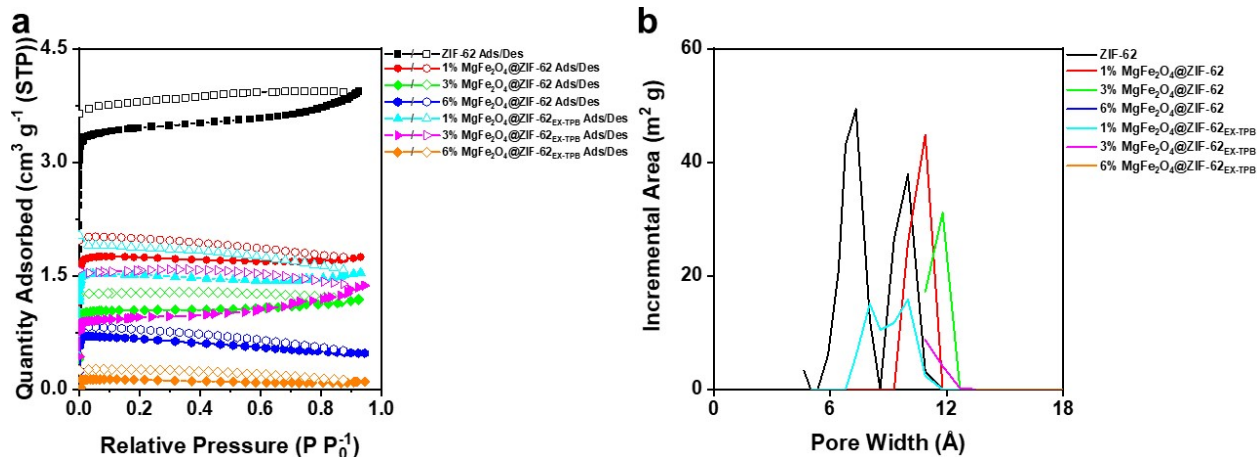 a
4.5
3.0
1.5
0.0
0.0 0.2 0.4 0.6 0.8 1.0
Quantity Adsorbed (cm³ g⁻¹ (STP))
Relative Pressure (P P₀⁻¹)
ZIF-62 Ads/Des
1% MgFe₂O₄@ZIF-62 Ads/Des
3% MgFe₂O₄@ZIF-62 Ads/Des
6% MgFe₂O₄@ZIF-62 Ads/Des
1% MgFe₂O₄@ZIF-62EX-TPB Ads/Des
3% MgFe₂O₄@ZIF-62EX-TPB Ads/Des
6% MgFe₂O₄@ZIF-62EX-TPB Ads/Des
b
60
40
20
0
0 6 12 18
Incremental Area (m² g)
Pore Width (Å)
ZIF-62
1% MgFe₂O₄@ZIF-62
3% MgFe₂O₄@ZIF-62
6% MgFe₂O₄@ZIF-62
1% MgFe₂O₄@ZIF-62EX-TPB
3% MgFe₂O₄@ZIF-62EX-TPB
6% MgFe₂O₄@ZIF-62EX-TPB